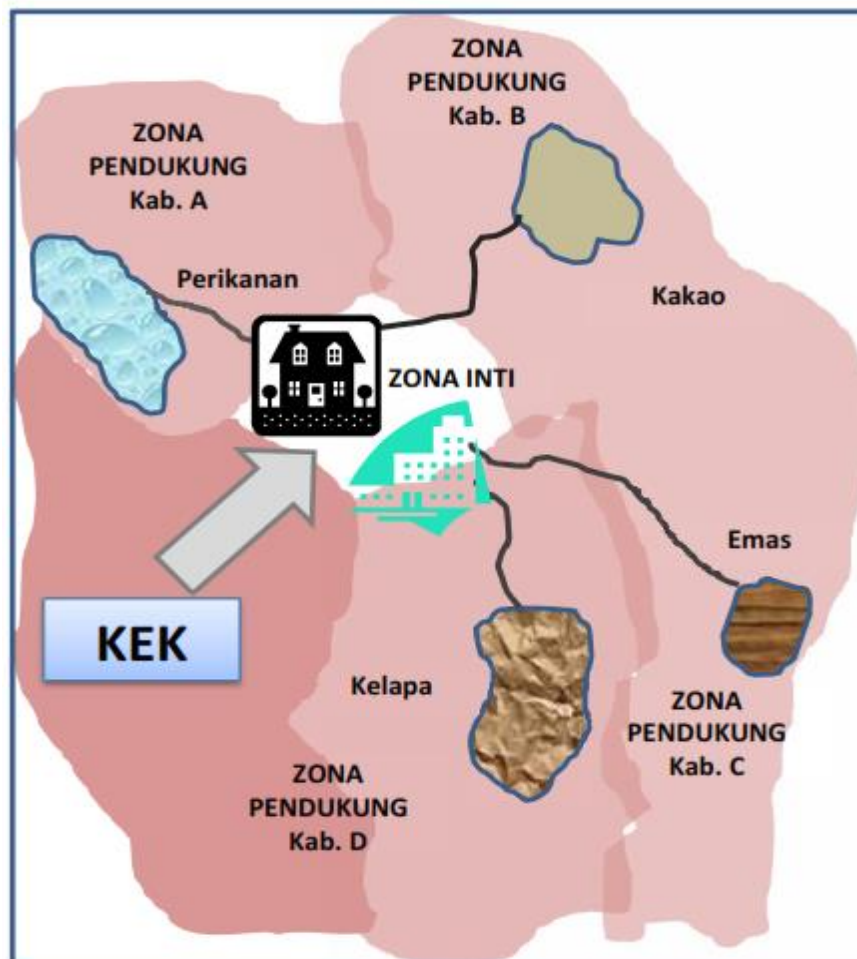 ZONA
PENDUKUNG
Kab. B
ZONA
PENDUKUNG
Kab. A
Perikanan
Kakao
ZONA INTI
Emas
KEK
Kelapa
ZONA
PENDUKUNG
Kab. C
ZONA
PENDUKUNG
Kab. D